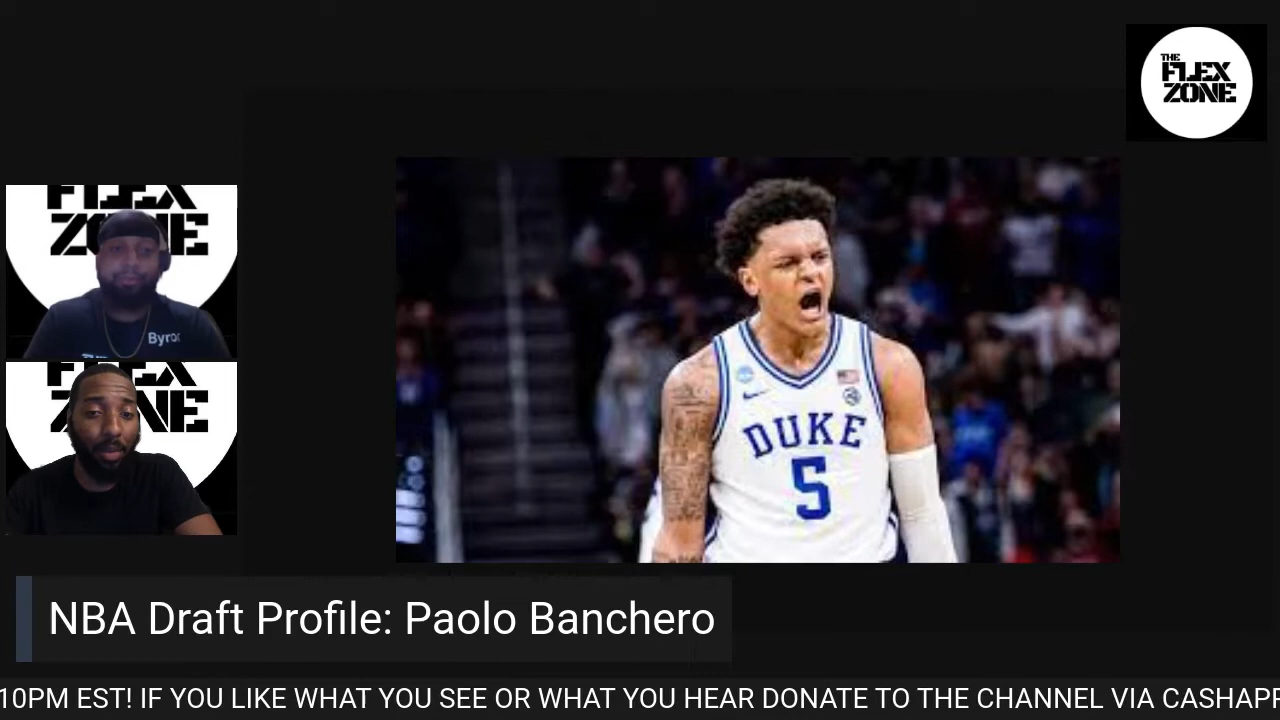 THE
FLEX
ZONE
FLEX
ZONE
Byron
FLEX
ZONE
DUKE
5
NBA Draft Profile: Paolo Banchero
10PM EST! IF YOU LIKE WHAT YOU SEE OR WHAT YOU HEAR DONATE TO THE CHANNEL VIA CASHAPP